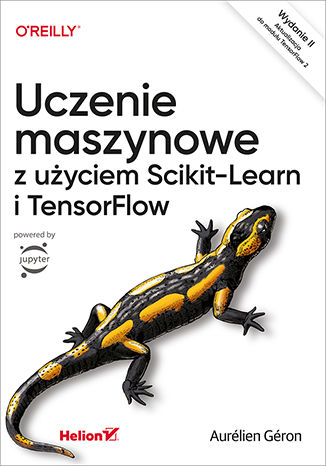 O'REILLY®
Wydanie II
Aktualizacja
do modułu TensorFlow 2
Uczenie
maszynowe
z użyciem Scikit-Learn
i TensorFlow
powered by
jupyter
Helion
Aurélien Géron